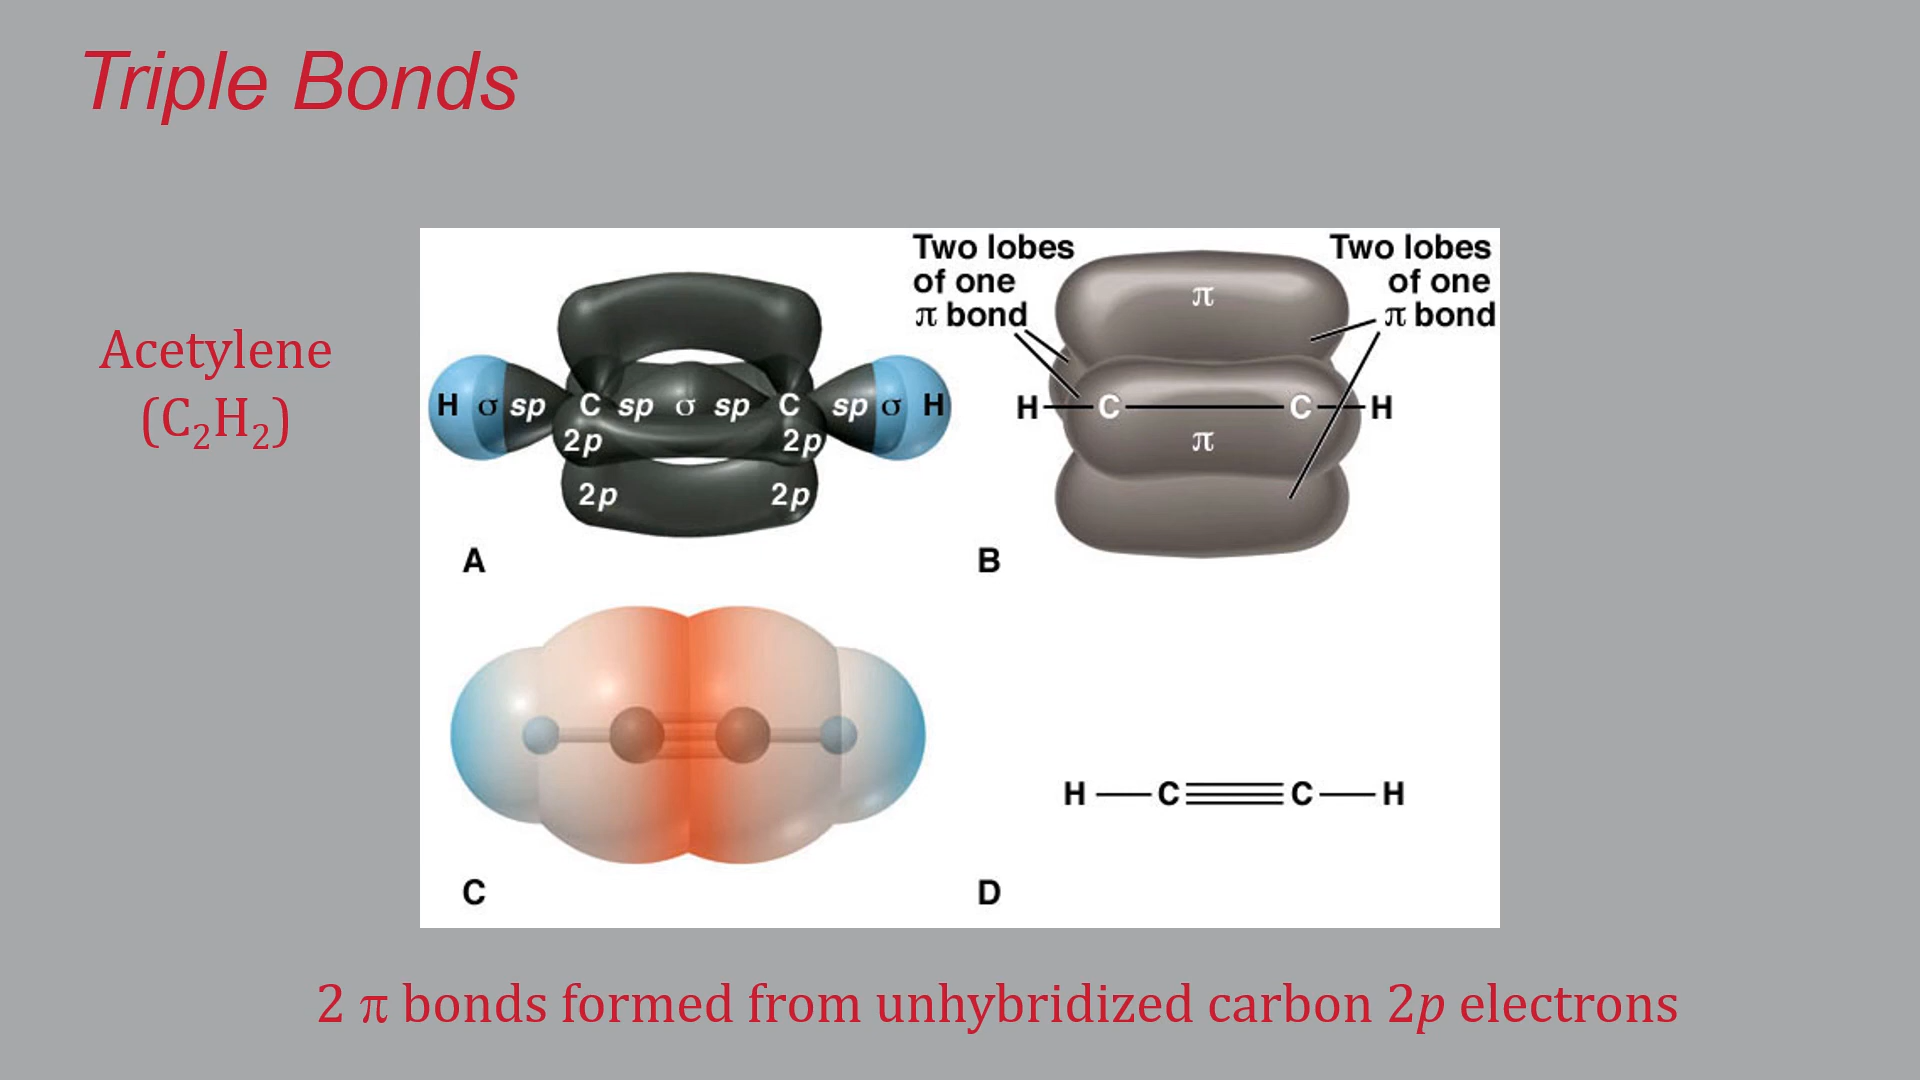 Triple Bonds
Acetylene
(C₂H₂)
H σ sp C sp σ sp C sp σ H
2p 2p
2p 2p
A
Two lobes
of one
π bond
Two lobes
of one
π bond
π
H C C H
π
B
C
H C C H
D
2 π bonds formed from unhybridized carbon 2p electrons